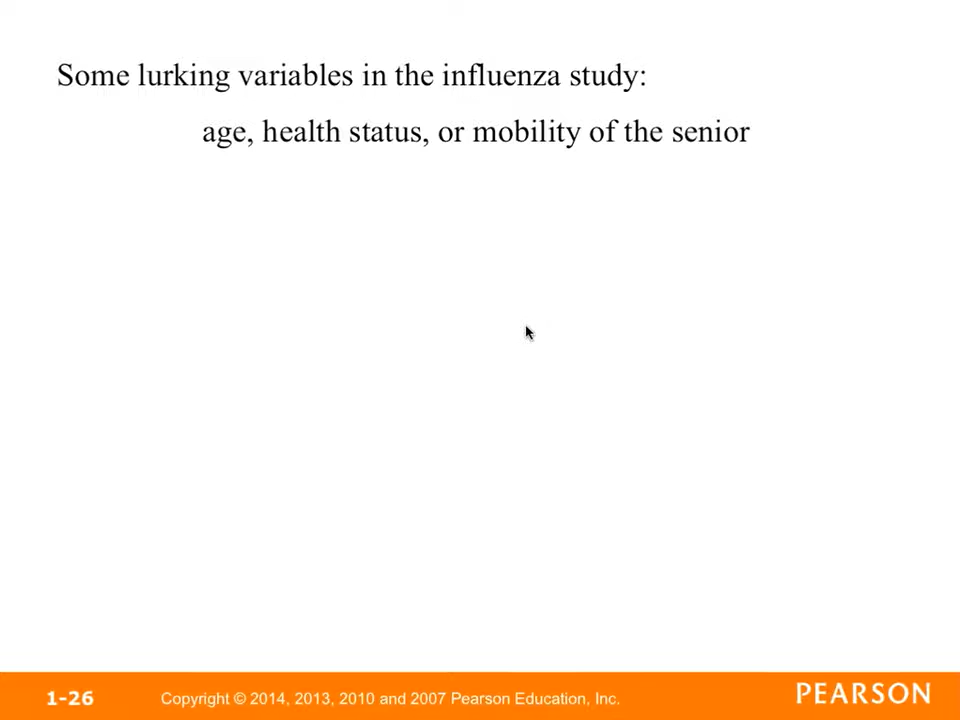 Some lurking variables in the influenza study:
age, health status, or mobility of the senior
1-26
Copyright © 2014, 2013, 2010 and 2007 Pearson Education, Inc.
PEARSON